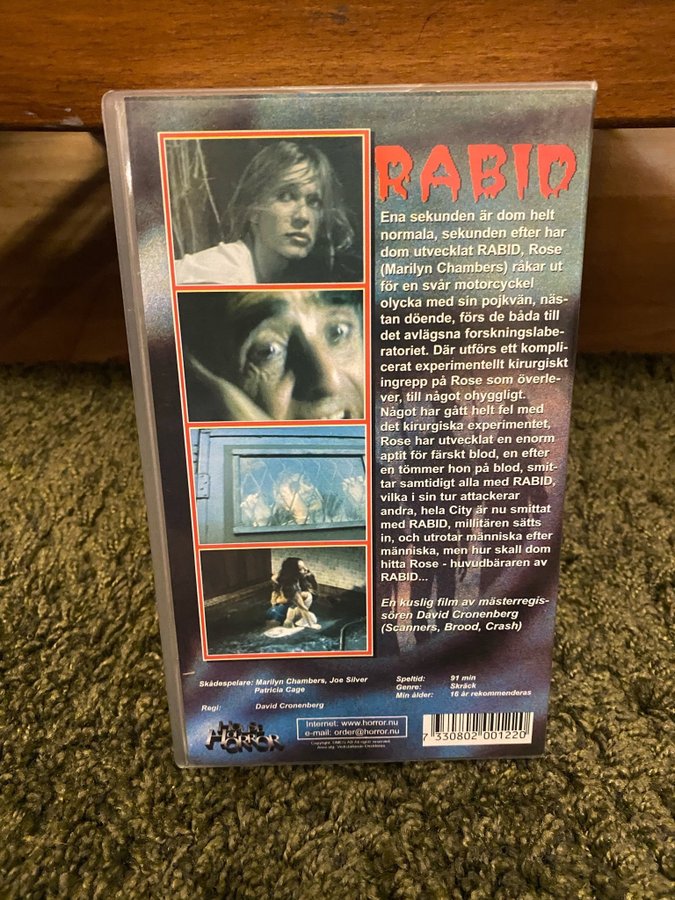 RABID
Ena sekunden är dom helt
normala, sekunden efter har
dom utvecklat RABID, Rose
(Marilyn Chambers) råkar ut
för en svår motorcyckel
olycka med sin pojkvän, näs-
tan döende, förs de båda till
det avlägsna forskningslabe-
ratoriet. Där utförs ett kompli-
cerat experimentellt kirurgiskt
ingrepp på Rose som överle-
ver, till något ohyggligt.
Något har gått helt fel med
det kirurgiska experimentet,
Rose har utvecklat en enorm
aptit för färskt blod, en efter
en tömmer hon på blod, smit-
tar samtidigt alla med RABID,
vilka i sin tur attackerar
andra, hela City är nu smittat
med RABID, millitären sätts
in, och utrotar människa efter
människa, men hur skall dom
hitta Rose - huvudbäraren av
RABID...
En kuslig film av mästerregis-
sören David Cronenberg
(Scanners, Brood, Crash)
Skådespelare: Marilyn Chambers, Joe Silver
Patricia Cage
Regi: David Cronenberg
Speltid: 91 min
Genre: Skräck
Min ålder: 16 år rekommenderas
HORROR
Internet: www.horror.nu
e-mail: order@horror.nu
7 330802 001220